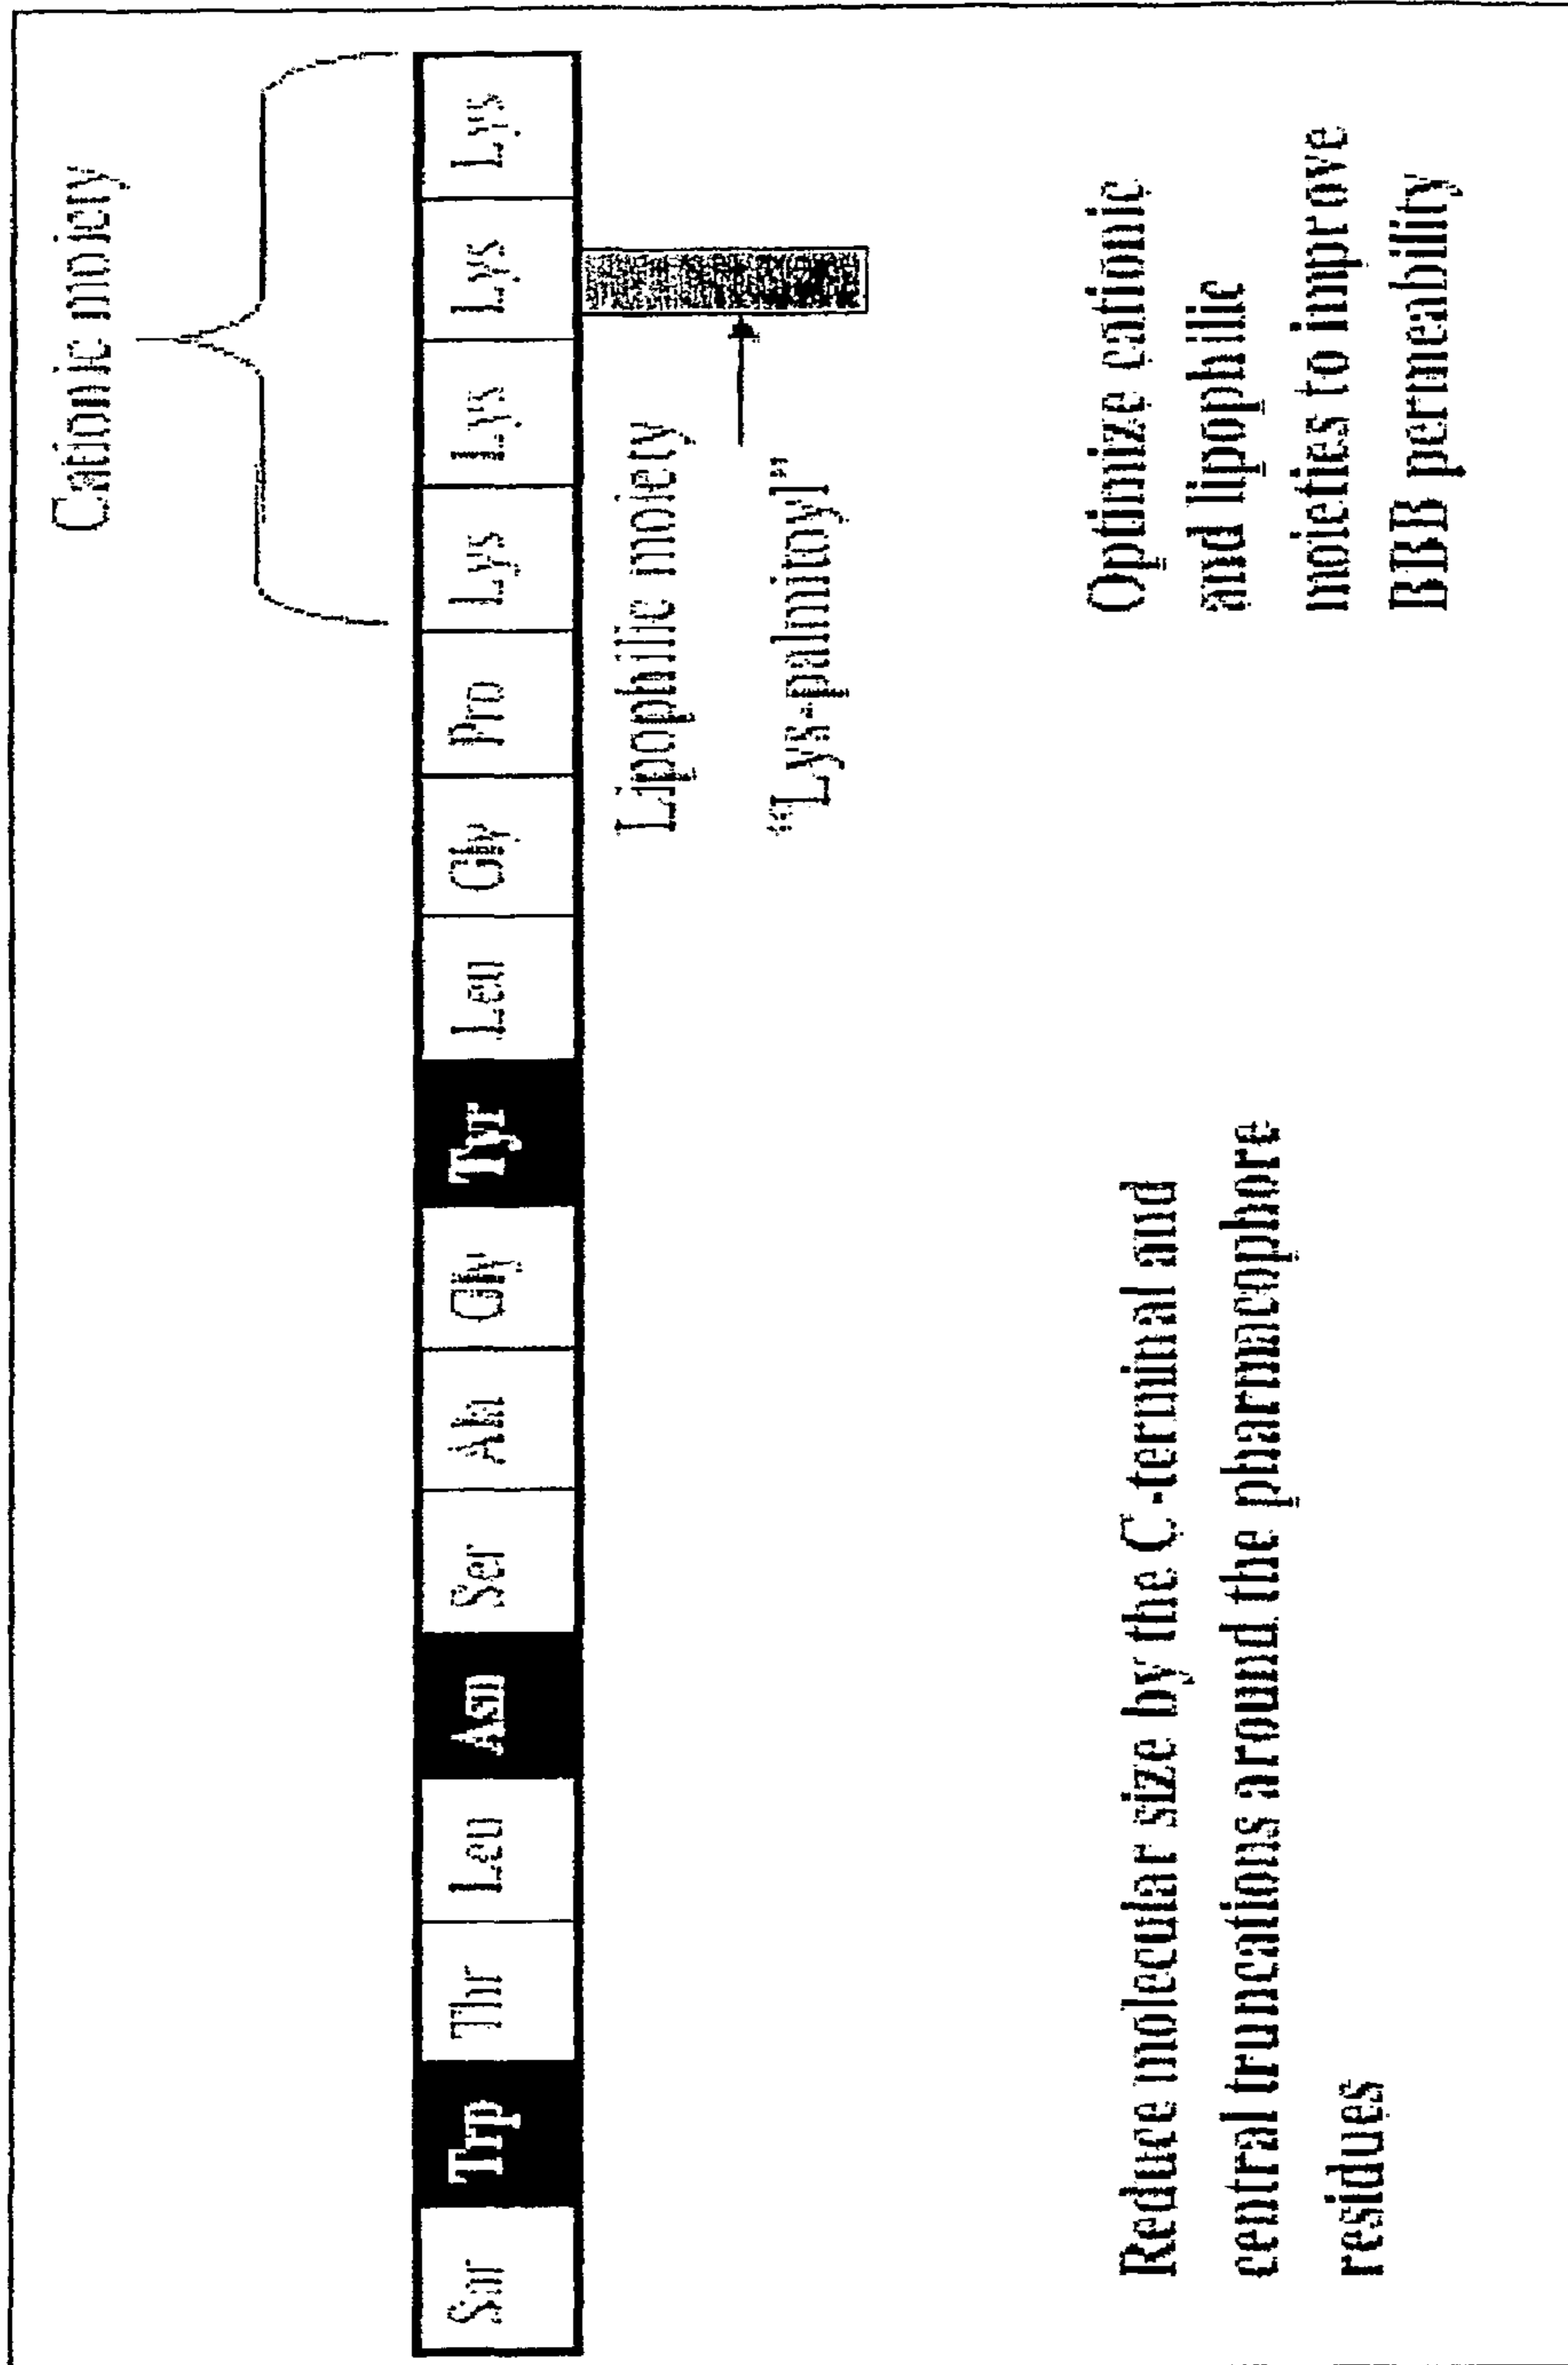 Cationic moiety
Sar Trp Thr Leu Asn Ser Ala Gly Tyr Leu Gly Pro Lys Lys Lys Lys
Lipophilic moiety
“Lys-palmitoyl”
Optimize cationic
and lipophillic
moieties to improve
BBB permeability
Reduce molecular size by the C-terminal and
central truncations around the pharmacophore
residues